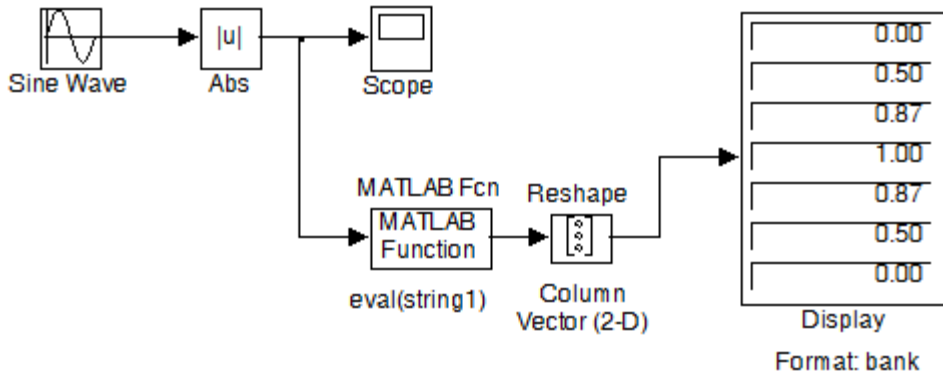 Sine Wave
|u|
Abs
Scope
MATLAB Fcn
MATLAB
Function
eval(string1)
Reshape
Column
Vector (2-D)
0.00
0.50
0.87
1.00
0.87
0.50
0.00
Display
Format: bank